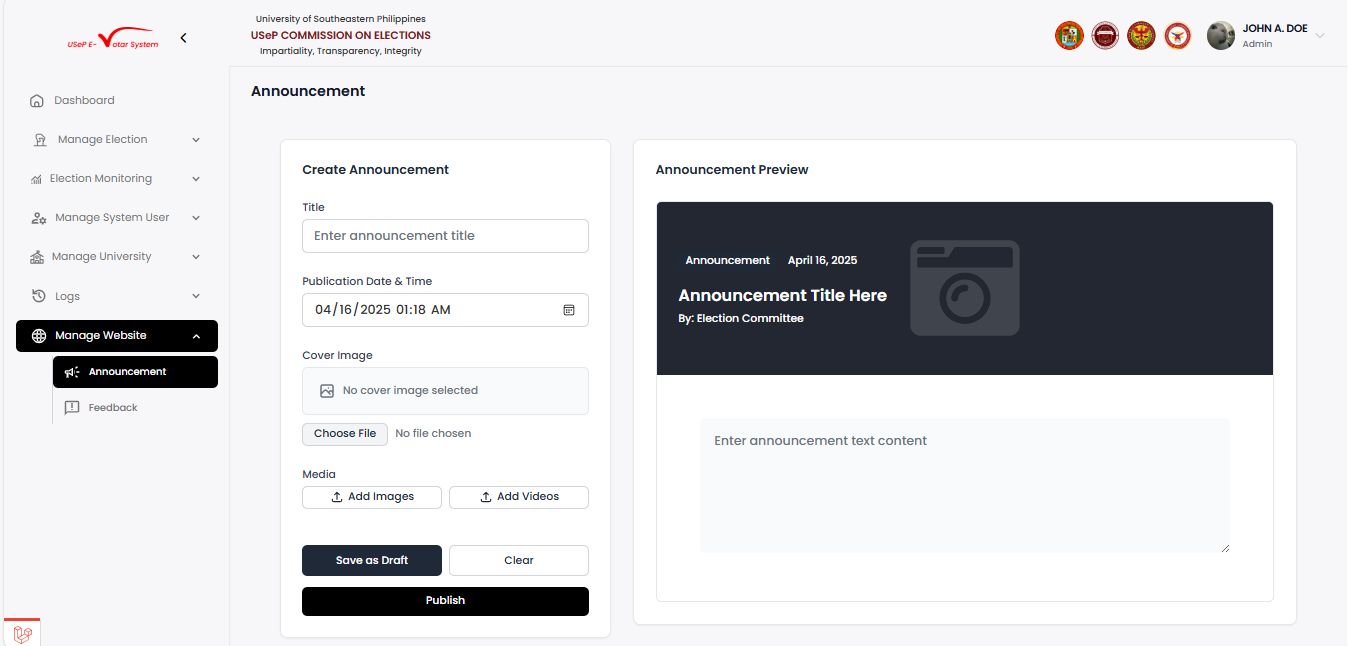 USeP E-Votar System
University of Southeastern Philippines
USeP COMMISSION ON ELECTIONS
Impartiality, Transparency, Integrity
JOHN A. DOE
Admin
Dashboard
Manage Election
Election Monitoring
Manage System User
Manage University
Logs
Manage Website
Announcement
Feedback
Announcement
Create Announcement
Title
Enter announcement title
Publication Date & Time
04/16/2025 01:18 AM
Cover Image
No cover image selected
Choose File No file chosen
Media
Add Images Add Videos
Save as Draft Clear
Publish
Announcement Preview
Announcement April 16, 2025
Announcement Title Here
By: Election Committee
Enter announcement text content